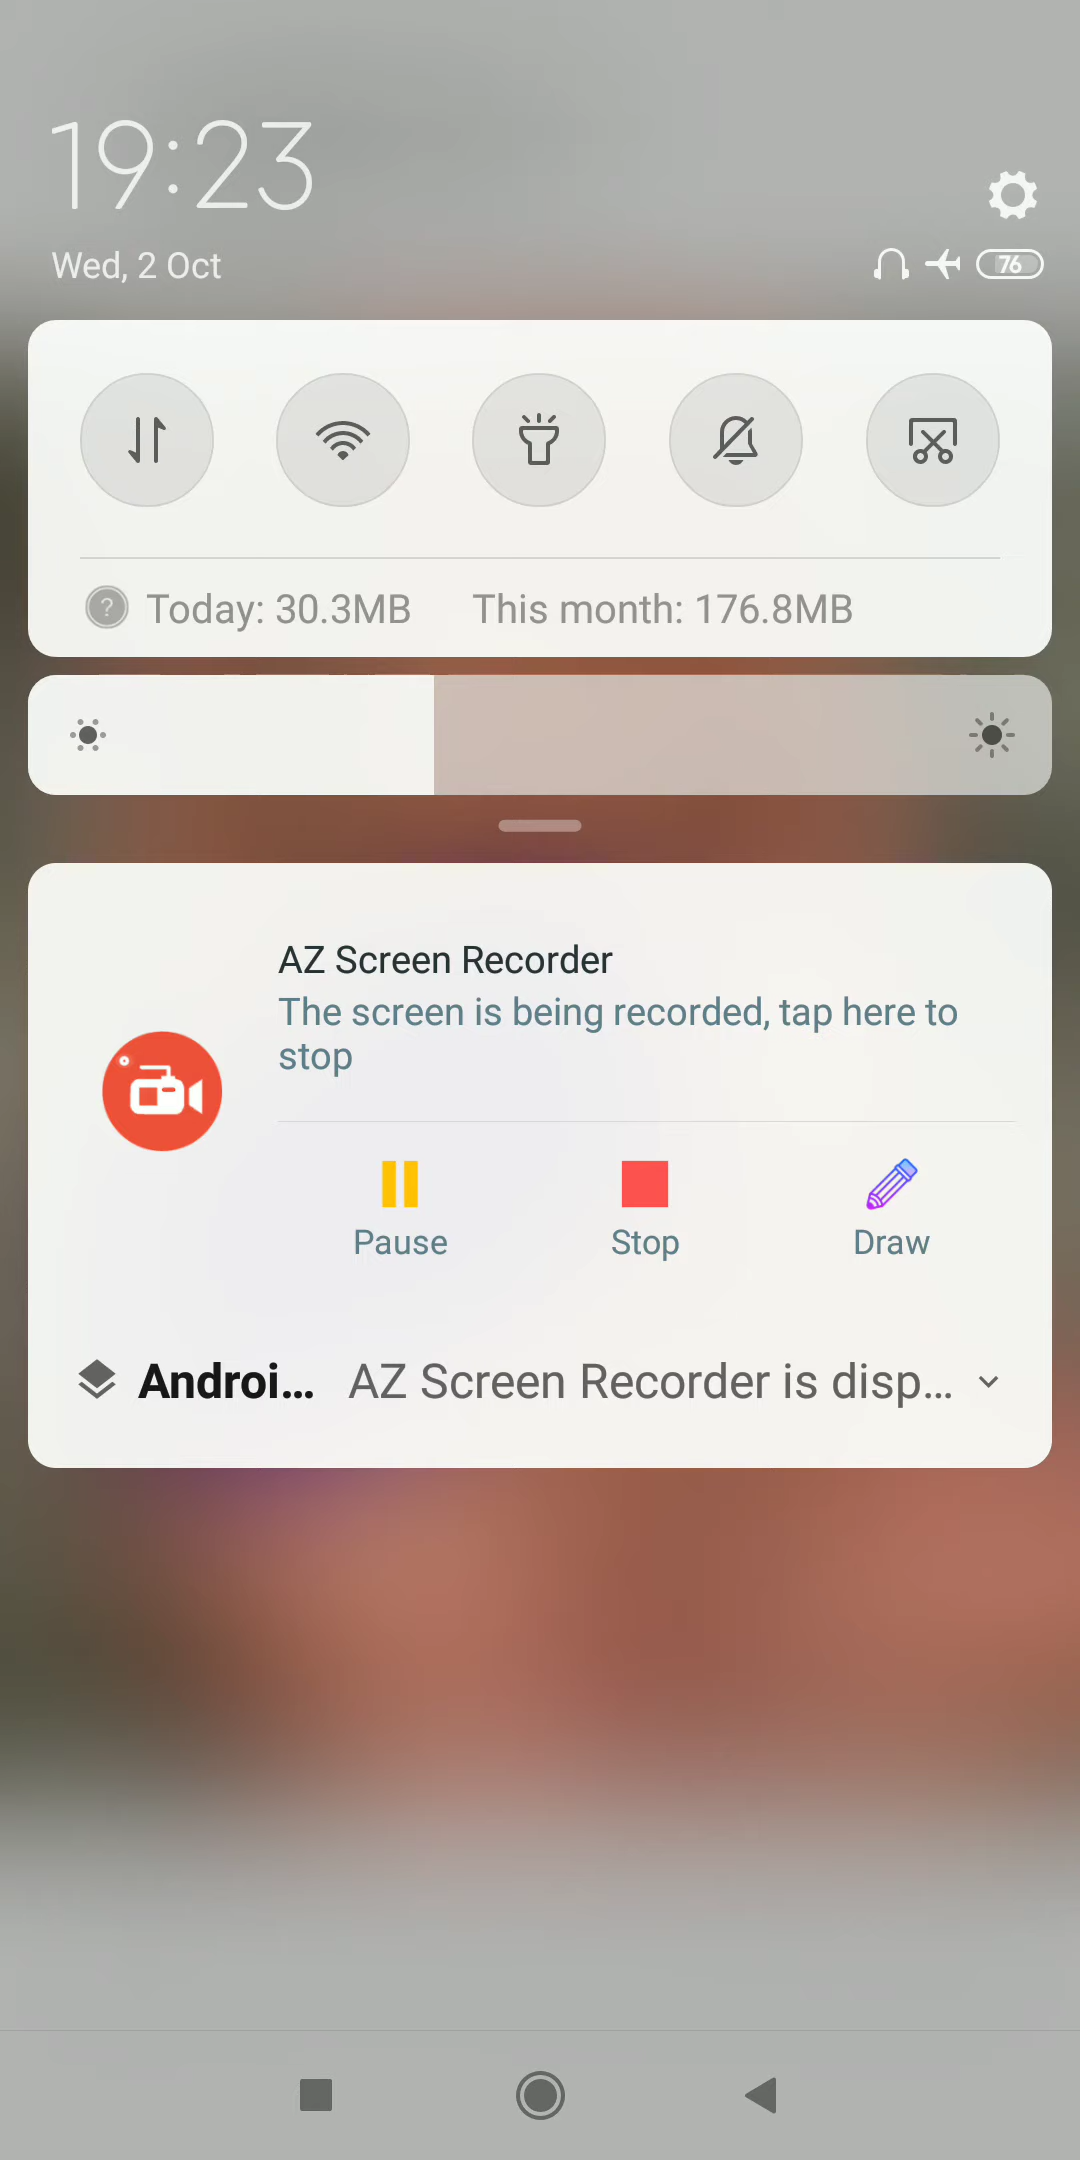 19:23
Wed, 2 Oct
76
? Today: 30.3MB This month: 176.8MB
AZ Screen Recorder
The screen is being recorded, tap here to
stop
Pause Stop Draw
Androi… AZ Screen Recorder is disp…